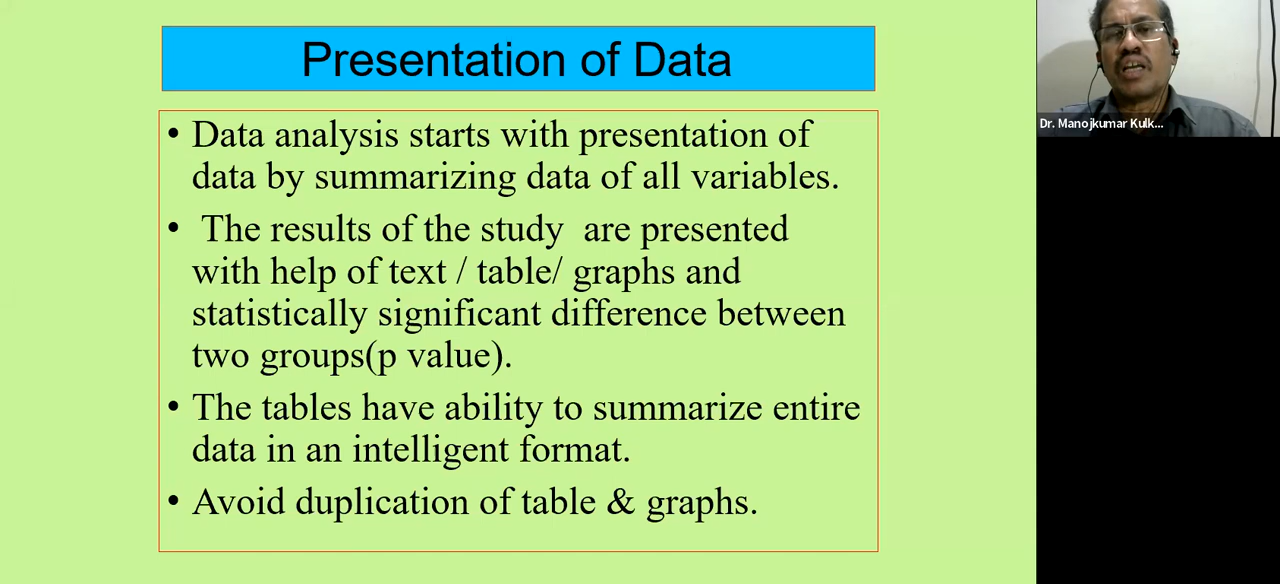 Presentation of Data
• Data analysis starts with presentation of
data by summarizing data of all variables.
• The results of the study are presented
with help of text / table/ graphs and
statistically significant difference between
two groups(p value).
• The tables have ability to summarize entire
data in an intelligent format.
• Avoid duplication of table & graphs.
Dr. Manojkumar Kulk...